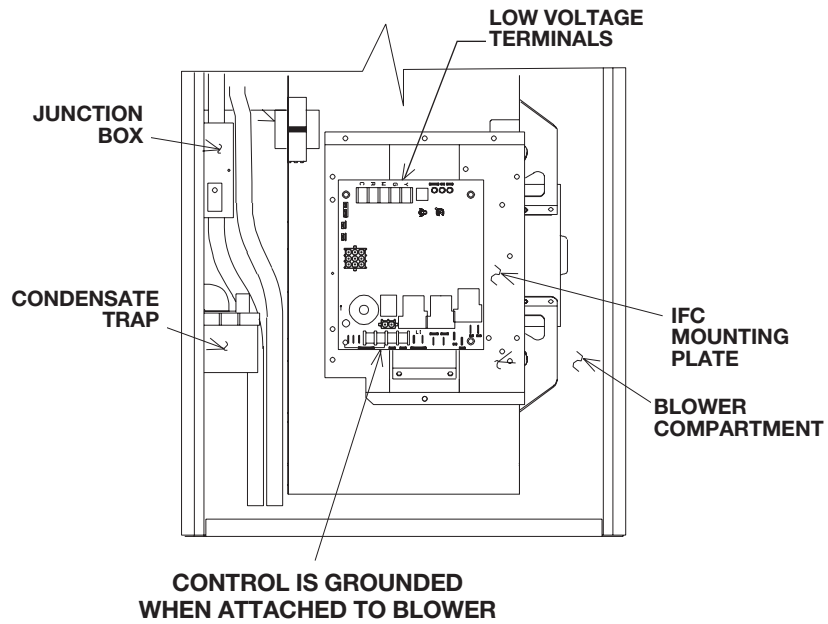 LOW VOLTAGE
TERMINALS
JUNCTION
BOX
C R W G Y
CONDENSATE
TRAP
L1
IFC
MOUNTING
PLATE
BLOWER
COMPARTMENT
CONTROL IS GROUNDED
WHEN ATTACHED TO BLOWER